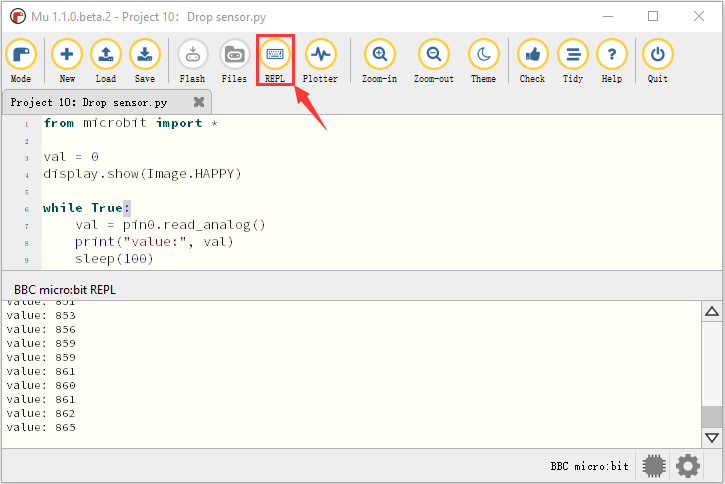 Mu 1.1.0.beta.2 - Project 10：Drop sensor.py
Mode New Load Save Flash Files REPL Plotter Zoom-in Zoom-out Theme Check Tidy Help Quit
Project 10：Drop sensor.py
1 from microbit import *
2
3 val = 0
4 display.show(Image.HAPPY)
5
6 while True:
7 val = pin0.read_analog()
8 print("value:", val)
9 sleep(100)
BBC micro:bit REPL
value: 851
value: 853
value: 856
value: 859
value: 859
value: 861
value: 860
value: 861
value: 862
value: 865
BBC micro:bit